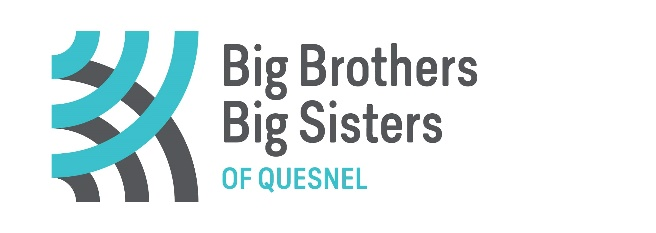 Big Brothers
Big Sisters
OF QUESNEL